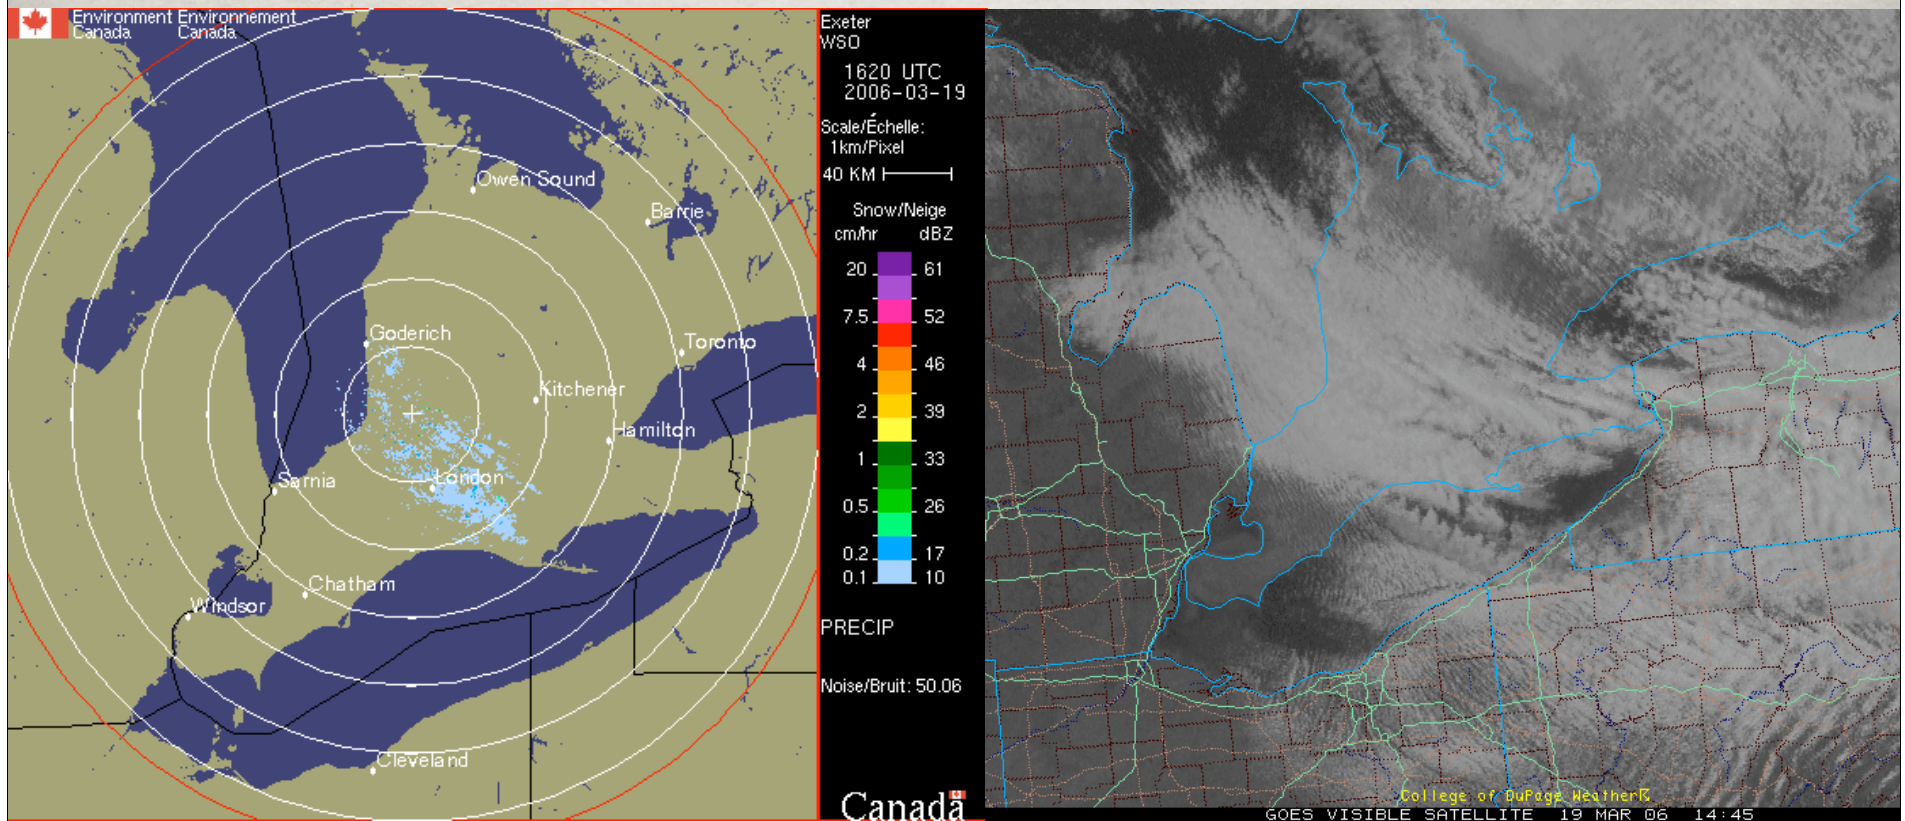 Environment Environnement
Canada Canada
Owen Sound
Barrie
Goderich
Toronto
Kitchener
Hamilton
London
Sarnia
Chatham
Windsor
Cleveland
Exeter
WSO
1620 UTC
2006-03-19
Scale/Échelle:
1km/Pixel
40 KM
Snow/Neige
cm/hr dBZ
20 61
7.5 52
4 46
2 39
1 33
0.5 26
0.2 17
0.1 10
PRECIP
Noise/Bruit: 50.06
Canada
College of DuPage Weather
GOES VISIBLE SATELLITE 19 MAR 06 14:45